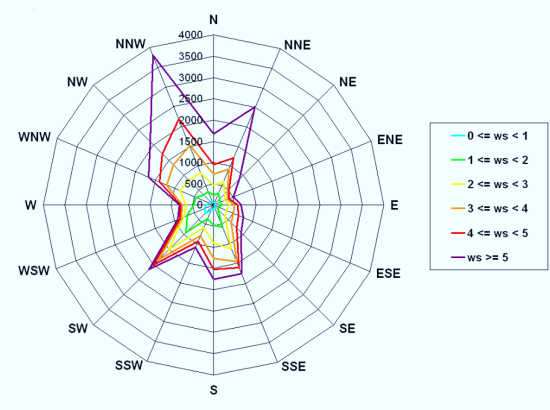 N
NNE
NE
ENE
E
ESE
SE
SSE
S
SSW
SW
WSW
W
WNW
NW
NNW
4000
3500
3000
2500
2000
1500
1000
500
0
0 <= ws < 1
1 <= ws < 2
2 <= ws < 3
3 <= ws < 4
4 <= ws < 5
ws >= 5